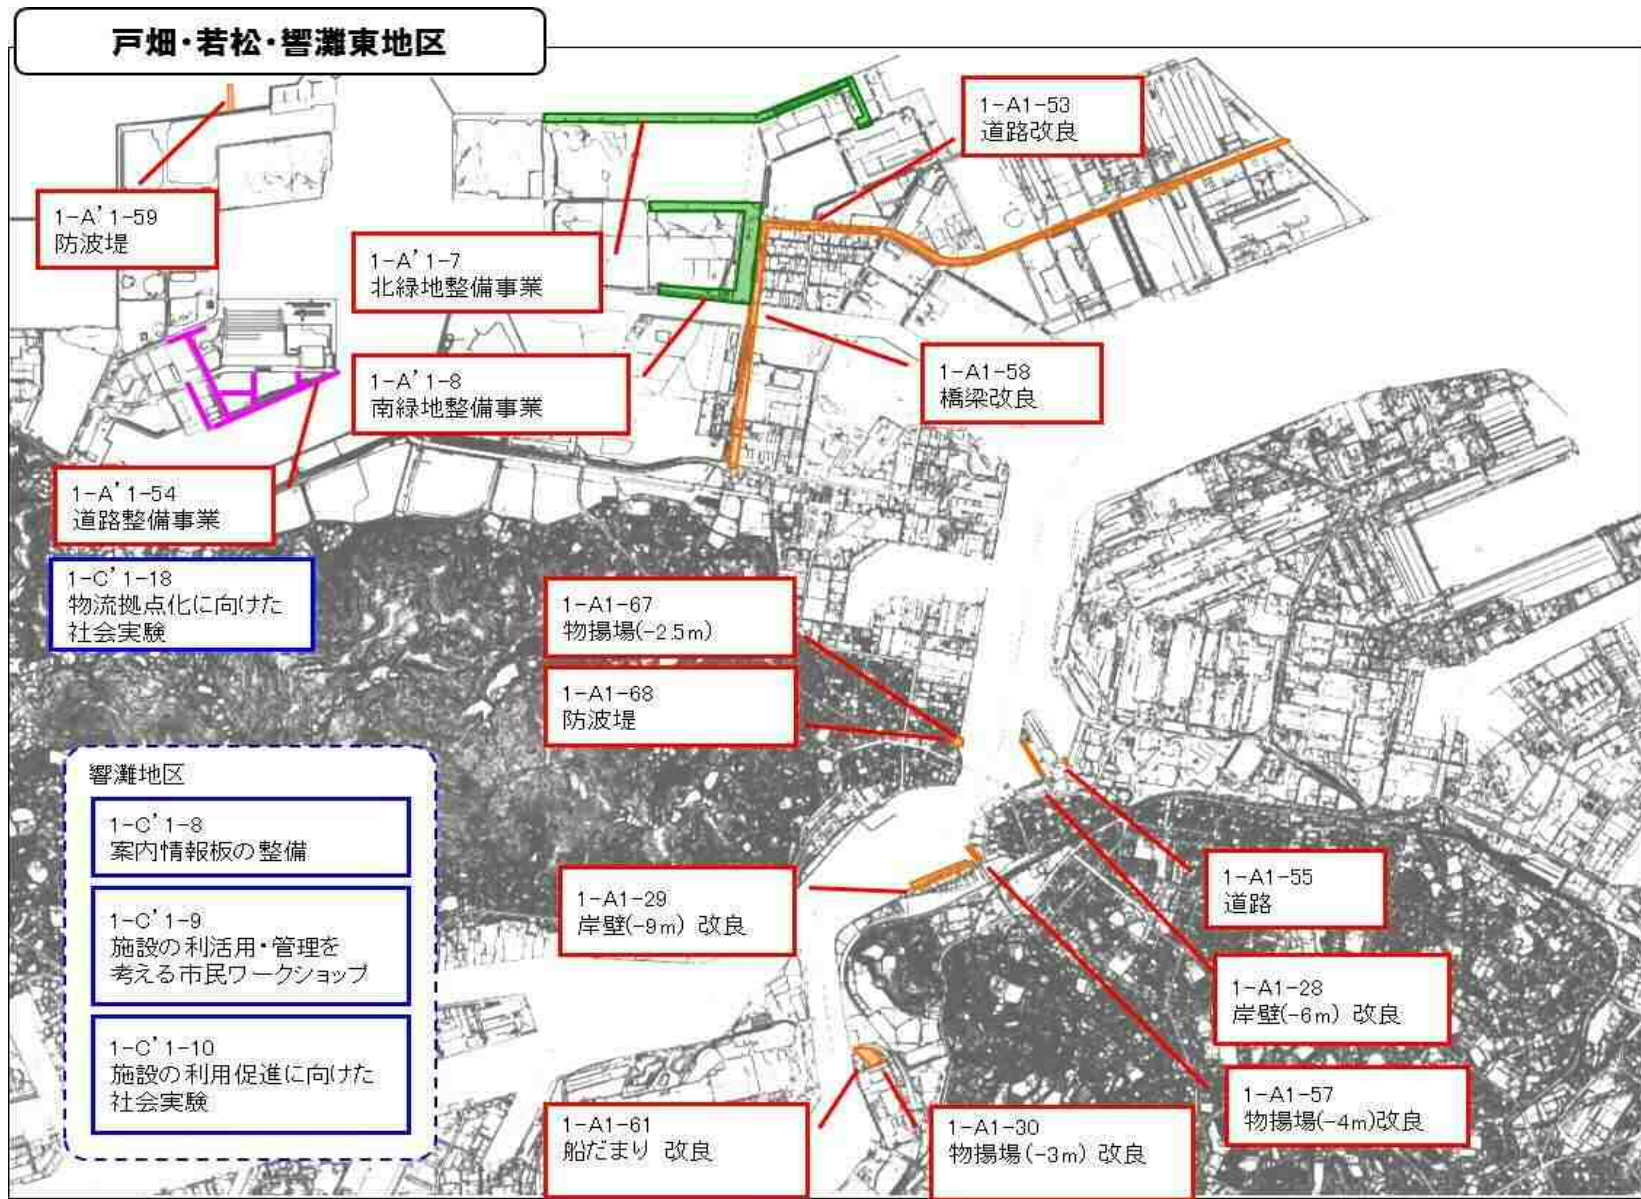 戸畑・若松・響灘東地区
1-A1-53
道路改良
1-A'1-59
防波堤
1-A'1-7
北緑地整備事業
1-A'1-8
南緑地整備事業
1-A1-58
橋梁改良
1-A'1-54
道路整備事業
1-C'1-18
物流拠点化に向けた
社会実験
1-A1-67
物揚場(-2.5m)
1-A1-68
防波堤
響灘地区
1-C'1-8
案内情報板の整備
1-C'1-9
施設の利活用・管理を
考える市民ワークショップ
1-C'1-10
施設の利用促進に向けた
社会実験
1-A1-29
岸壁(-9m) 改良
1-A1-55
道路
1-A1-28
岸壁(-6m) 改良
1-A1-57
物揚場(-4m)改良
1-A1-61
船だまり 改良
1-A1-30
物揚場(-3m) 改良